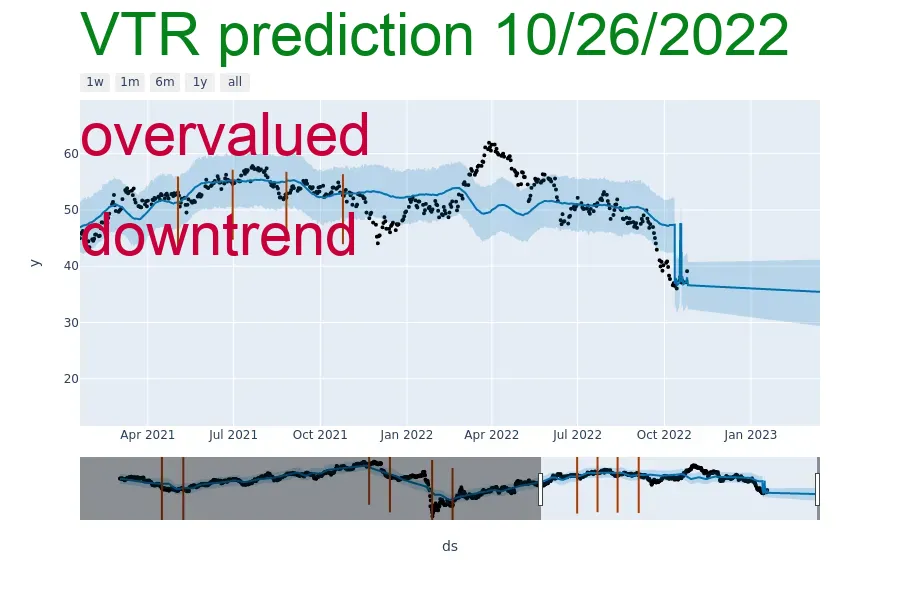 VTR prediction 10/26/2022
1w 1m 6m 1y all
overvalued
60
50
downtrend
40
y
30
20
Apr 2021 Jul 2021 Oct 2021 Jan 2022 Apr 2022 Jul 2022 Oct 2022 Jan 2023
ds